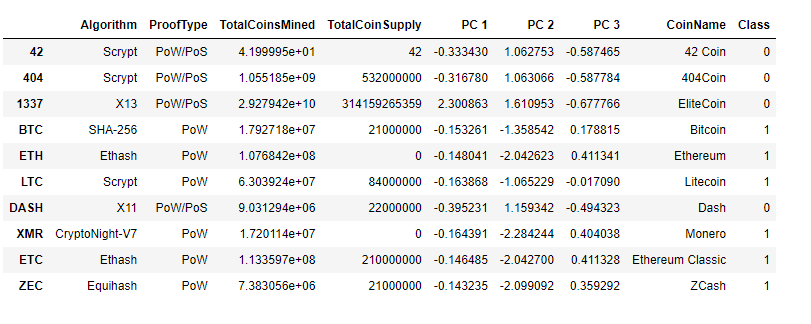 Algorithm ProofType TotalCoinsMined TotalCoinSupply PC 1 PC 2 PC 3 CoinName Class
42 Scrypt PoW/PoS 4.199995e+01 42 -0.333430 1.062753 -0.587465 42 Coin 0
404 Scrypt PoW/PoS 1.055185e+09 532000000 -0.316780 1.063066 -0.587784 404Coin 0
1337 X13 PoW/PoS 2.927942e+10 314159265359 2.300863 1.610953 -0.677766 EliteCoin 0
BTC SHA-256 PoW 1.792718e+07 21000000 -0.153261 -1.358542 0.178815 Bitcoin 1
ETH Ethash PoW 1.076842e+08 0 -0.148041 -2.042623 0.411341 Ethereum 1
LTC Scrypt PoW 6.303924e+07 84000000 -0.163868 -1.065229 -0.017090 Litecoin 1
DASH X11 PoW/PoS 9.031294e+06 22000000 -0.395231 1.159342 -0.494323 Dash 0
XMR CryptoNight-V7 PoW 1.720114e+07 0 -0.164391 -2.284244 0.404038 Monero 1
ETC Ethash PoW 1.133597e+08 210000000 -0.146485 -2.042700 0.411328 Ethereum Classic 1
ZEC Equihash PoW 7.383056e+06 21000000 -0.143235 -2.099092 0.359292 ZCash 1